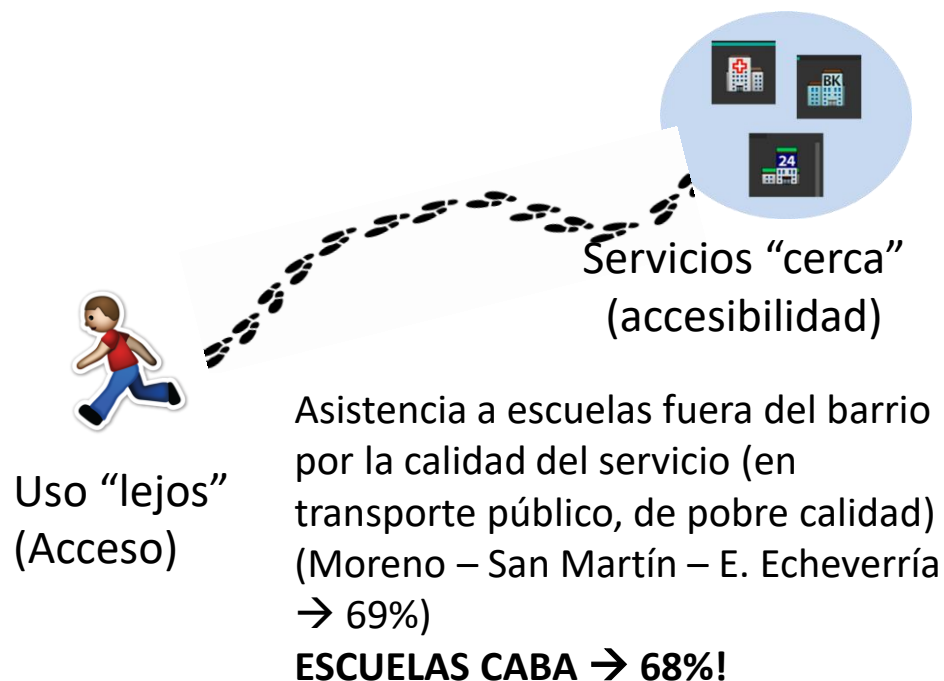 BK
24
Servicios “cerca”
(accesibilidad)
Uso “lejos”
(Acceso)
Asistencia a escuelas fuera del barrio
por la calidad del servicio (en
transporte público, de pobre calidad)
(Moreno – San Martín – E. Echeverría
→ 69%)
ESCUELAS CABA → 68%!